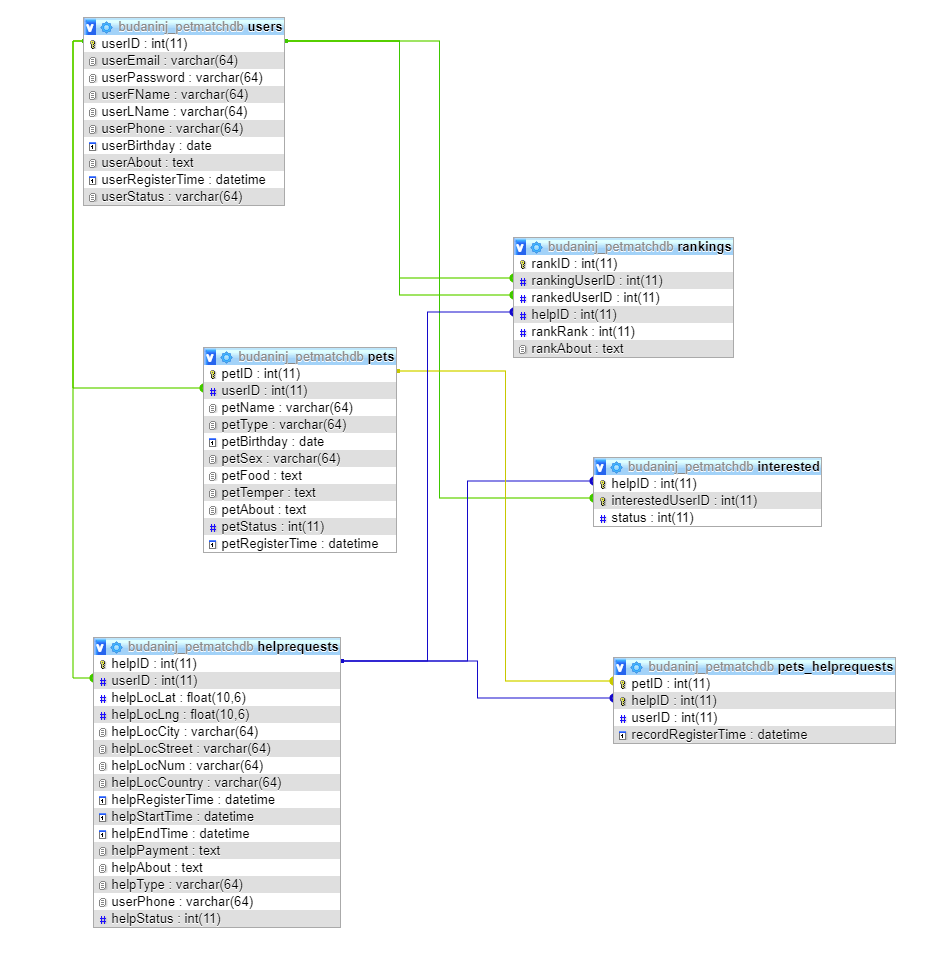 budaninj_petmatchdb users
userID : int(11)
userEmail : varchar(64)
userPassword : varchar(64)
userFName : varchar(64)
userLName : varchar(64)
userPhone : varchar(64)
userBirthday : date
userAbout : text
userRegisterTime : datetime
userStatus : varchar(64)
budaninj_petmatchdb rankings
rankID : int(11)
rankingUserID : int(11)
rankedUserID : int(11)
helpID : int(11)
rankRank : int(11)
rankAbout : text
budaninj_petmatchdb pets
petID : int(11)
userID : int(11)
petName : varchar(64)
petType : varchar(64)
petBirthday : date
petSex : varchar(64)
petFood : text
petTemper : text
petAbout : text
petStatus : int(11)
petRegisterTime : datetime
budaninj_petmatchdb interested
helpID : int(11)
interestedUserID : int(11)
status : int(11)
budaninj_petmatchdb helprequests
helpID : int(11)
userID : int(11)
helpLocLat : float(10,6)
helpLocLng : float(10,6)
helpLocCity : varchar(64)
helpLocStreet : varchar(64)
helpLocNum : varchar(64)
helpLocCountry : varchar(64)
helpRegisterTime : datetime
helpStartTime : datetime
helpEndTime : datetime
helpPayment : text
helpAbout : text
helpType : varchar(64)
userPhone : varchar(64)
helpStatus : int(11)
budaninj_petmatchdb pets_helprequests
petID : int(11)
helpID : int(11)
userID : int(11)
recordRegisterTime : datetime